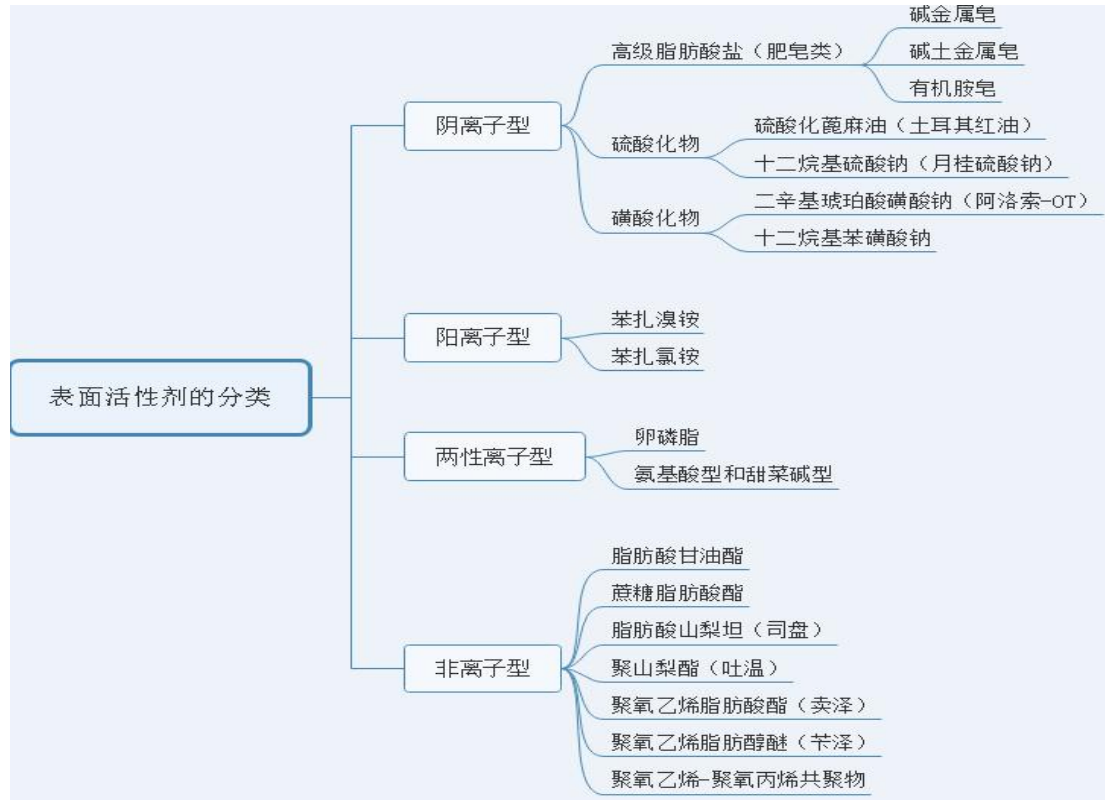 表面活性剂的分类
阴离子型
高级脂肪酸盐（肥皂类）
碱金属皂
碱土金属皂
有机胺皂
硫酸化物
硫酸化蓖麻油（土耳其红油）
十二烷基硫酸钠（月桂硫酸钠）
磺酸化物
二辛基琥珀酸磺酸钠（阿洛索-OT）
十二烷基苯磺酸钠
阳离子型
苯扎溴铵
苯扎氯铵
两性离子型
卵磷脂
氨基酸型和甜菜碱型
非离子型
脂肪酸甘油酯
蔗糖脂肪酸酯
脂肪酸山梨坦（司盘）
聚山梨酯（吐温）
聚氧乙烯脂肪酸酯（卖泽）
聚氧乙烯脂肪醇醚（苄泽）
聚氧乙烯-聚氧丙烯共聚物